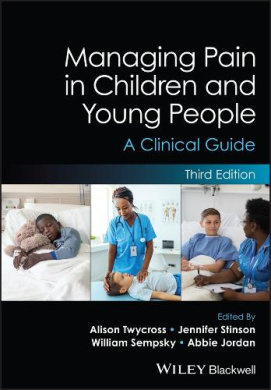 Managing Pain
in Children and
Young People
A Clinical Guide
Third Edition
Edited By
Alison Twycross • Jennifer Stinson
William Sempsky • Abbie Jordan
WILEY Blackwell